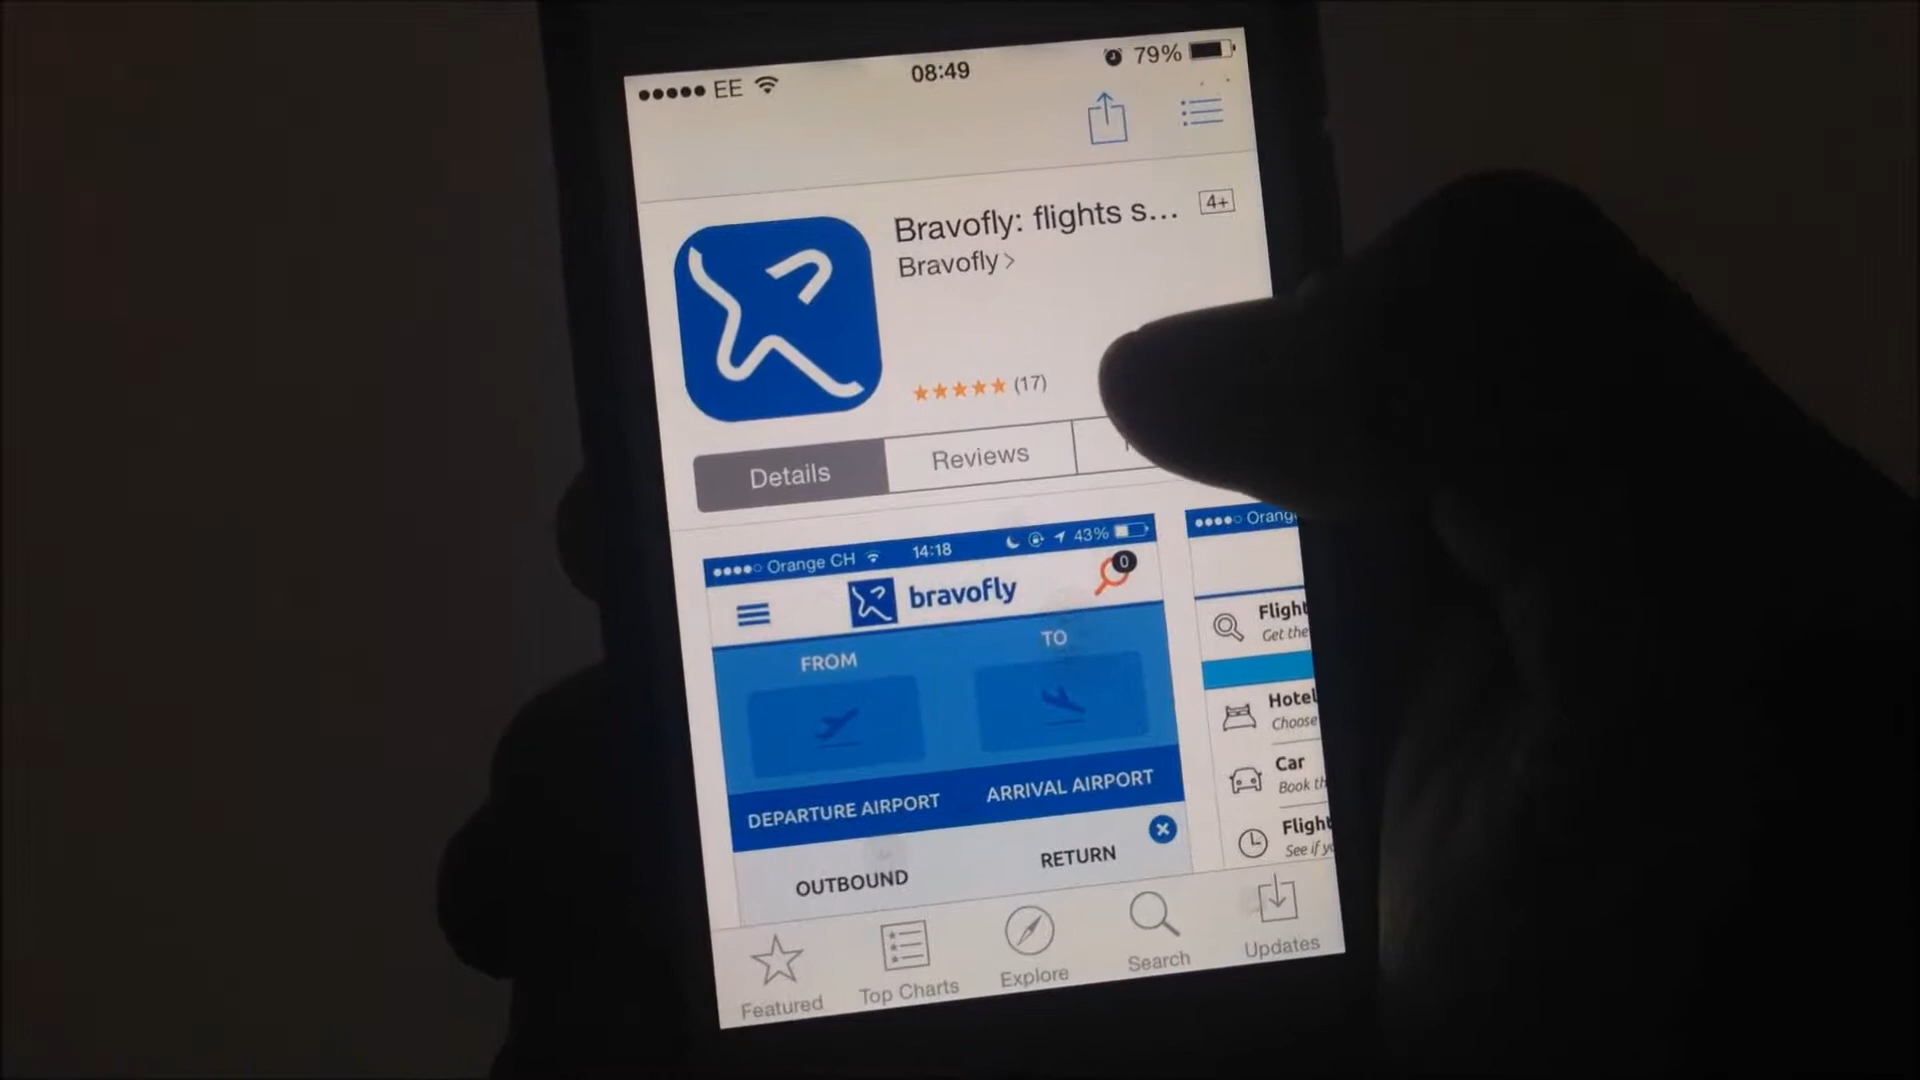 EE 08:49 79%
Bravofly: flights s... 4+
Bravofly >
(17)
Details Reviews
Orange CH 14:18 43%
bravofly 0
FROM TO
DEPARTURE AIRPORT ARRIVAL AIRPORT
OUTBOUND RETURN
Orang
Flight
Get the
Hotel
Choose
Car
Book th
Flight
See if yo
Featured Top Charts Explore Search Updates